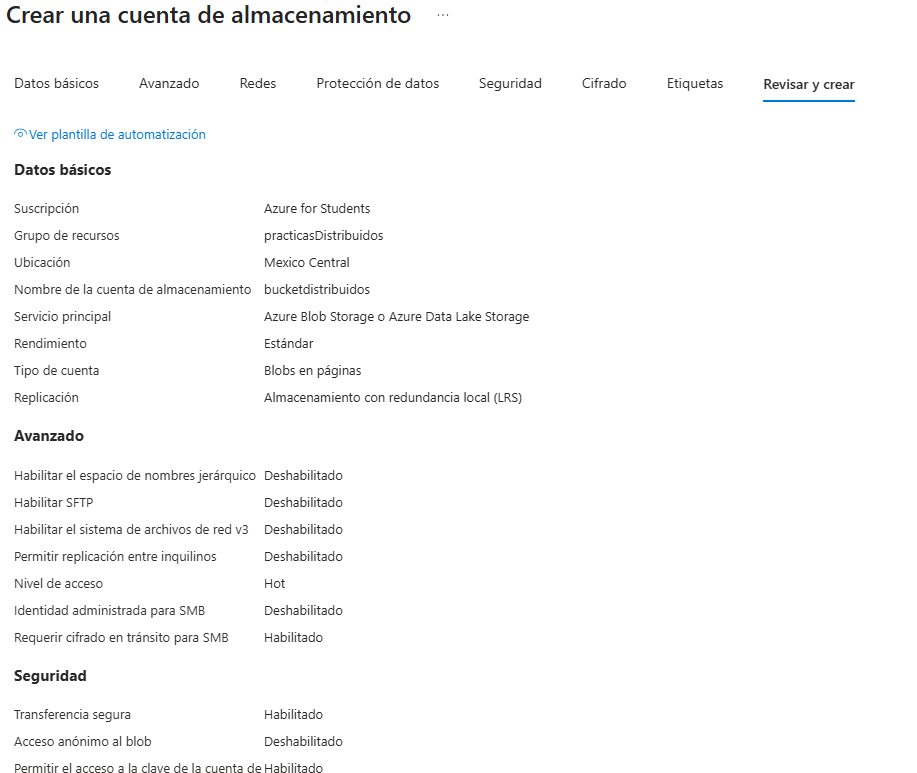 Crear una cuenta de almacenamiento ...
Datos básicos Avanzado Redes Protección de datos Seguridad Cifrado Etiquetas Revisar y crear
Ver plantilla de automatización
Datos básicos
Suscripción Azure for Students
Grupo de recursos practicasDistribuidos
Ubicación Mexico Central
Nombre de la cuenta de almacenamiento bucketdistribuidos
Servicio principal Azure Blob Storage o Azure Data Lake Storage
Rendimiento Estándar
Tipo de cuenta Blobs en páginas
Replicación Almacenamiento con redundancia local (LRS)
Avanzado
Habilitar el espacio de nombres jerárquico Deshabilitado
Habilitar SFTP Deshabilitado
Habilitar el sistema de archivos de red v3 Deshabilitado
Permitir replicación entre inquilinos Deshabilitado
Nivel de acceso Hot
Identidad administrada para SMB Deshabilitado
Requerir cifrado en tránsito para SMB Habilitado
Seguridad
Transferencia segura Habilitado
Acceso anónimo al blob Deshabilitado
Permitir el acceso a la clave de la cuenta de Habilitado